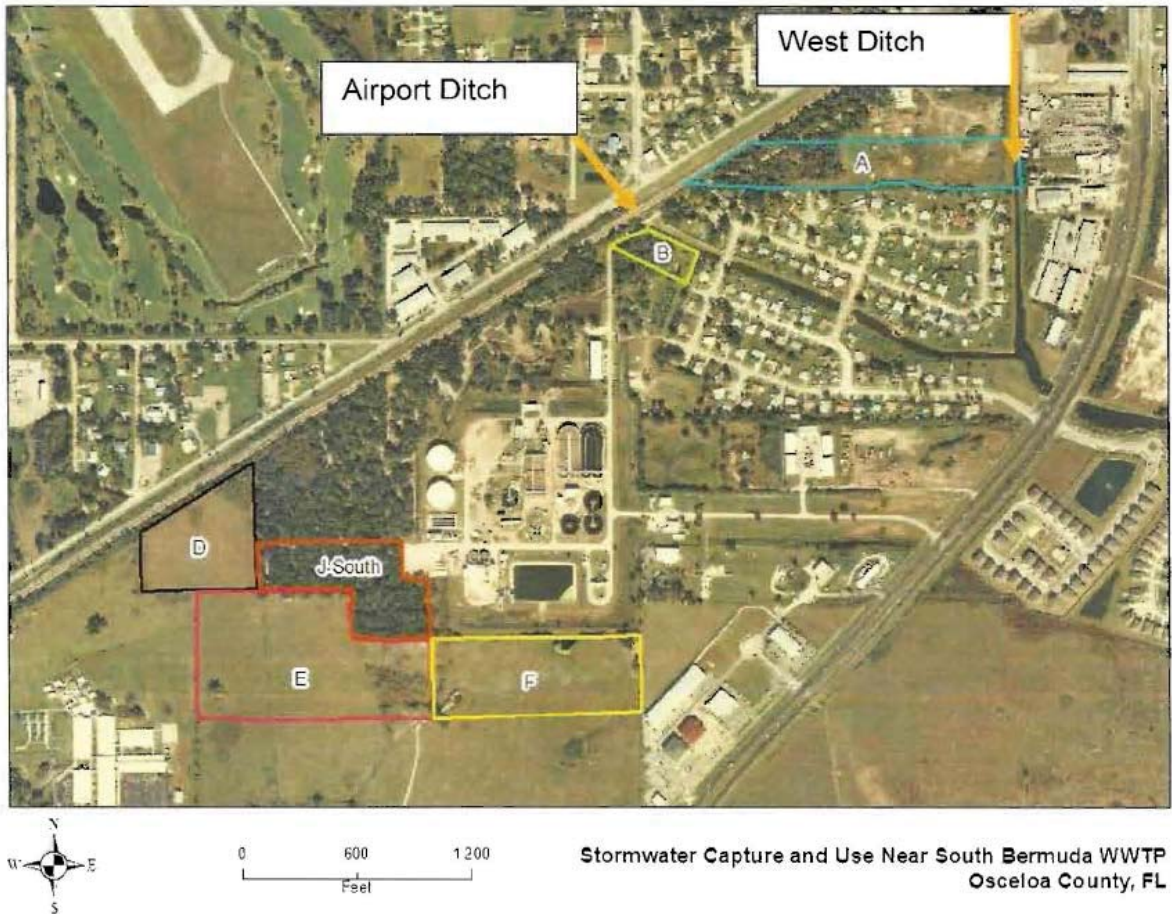 West Ditch
Airport Ditch
A
B
D
J-South
E
F
N
W E
S
0 600 1200
Feet
Stormwater Capture and Use Near South Bermuda WWTP
Osceloa County, FL